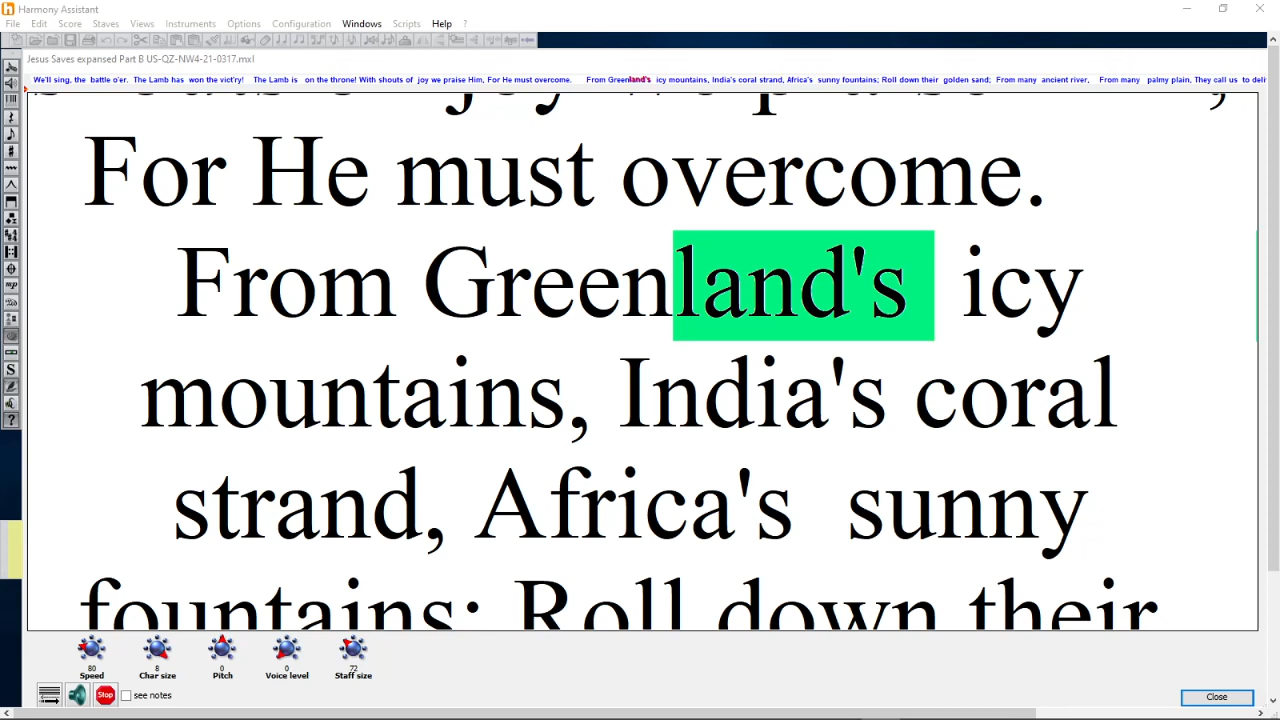 Harmony Assistant
File Edit Score Staves Views Instruments Options Configuration Windows Scripts Help ?
Jesus Saves expansed Part B US-QZ-NW4-21-0317.mxl
We'll sing, the battle o'er. The Lamb has won the vict'ry! The Lamb is on the throne! With shouts of joy we praise Him, For He must overcome. From Greenland's icy mountains, India's coral strand, Africa's sunny fountains; Roll down their golden sand; From many ancient river, From many palmy plain, They call us to deli
For He must overcome.
From Greenland's icy
mountains, India's coral
strand, Africa's sunny
fountains; Roll down their
80 8 0 0 72
Speed Char size Pitch Voice level Staff size
Stop see notes Close